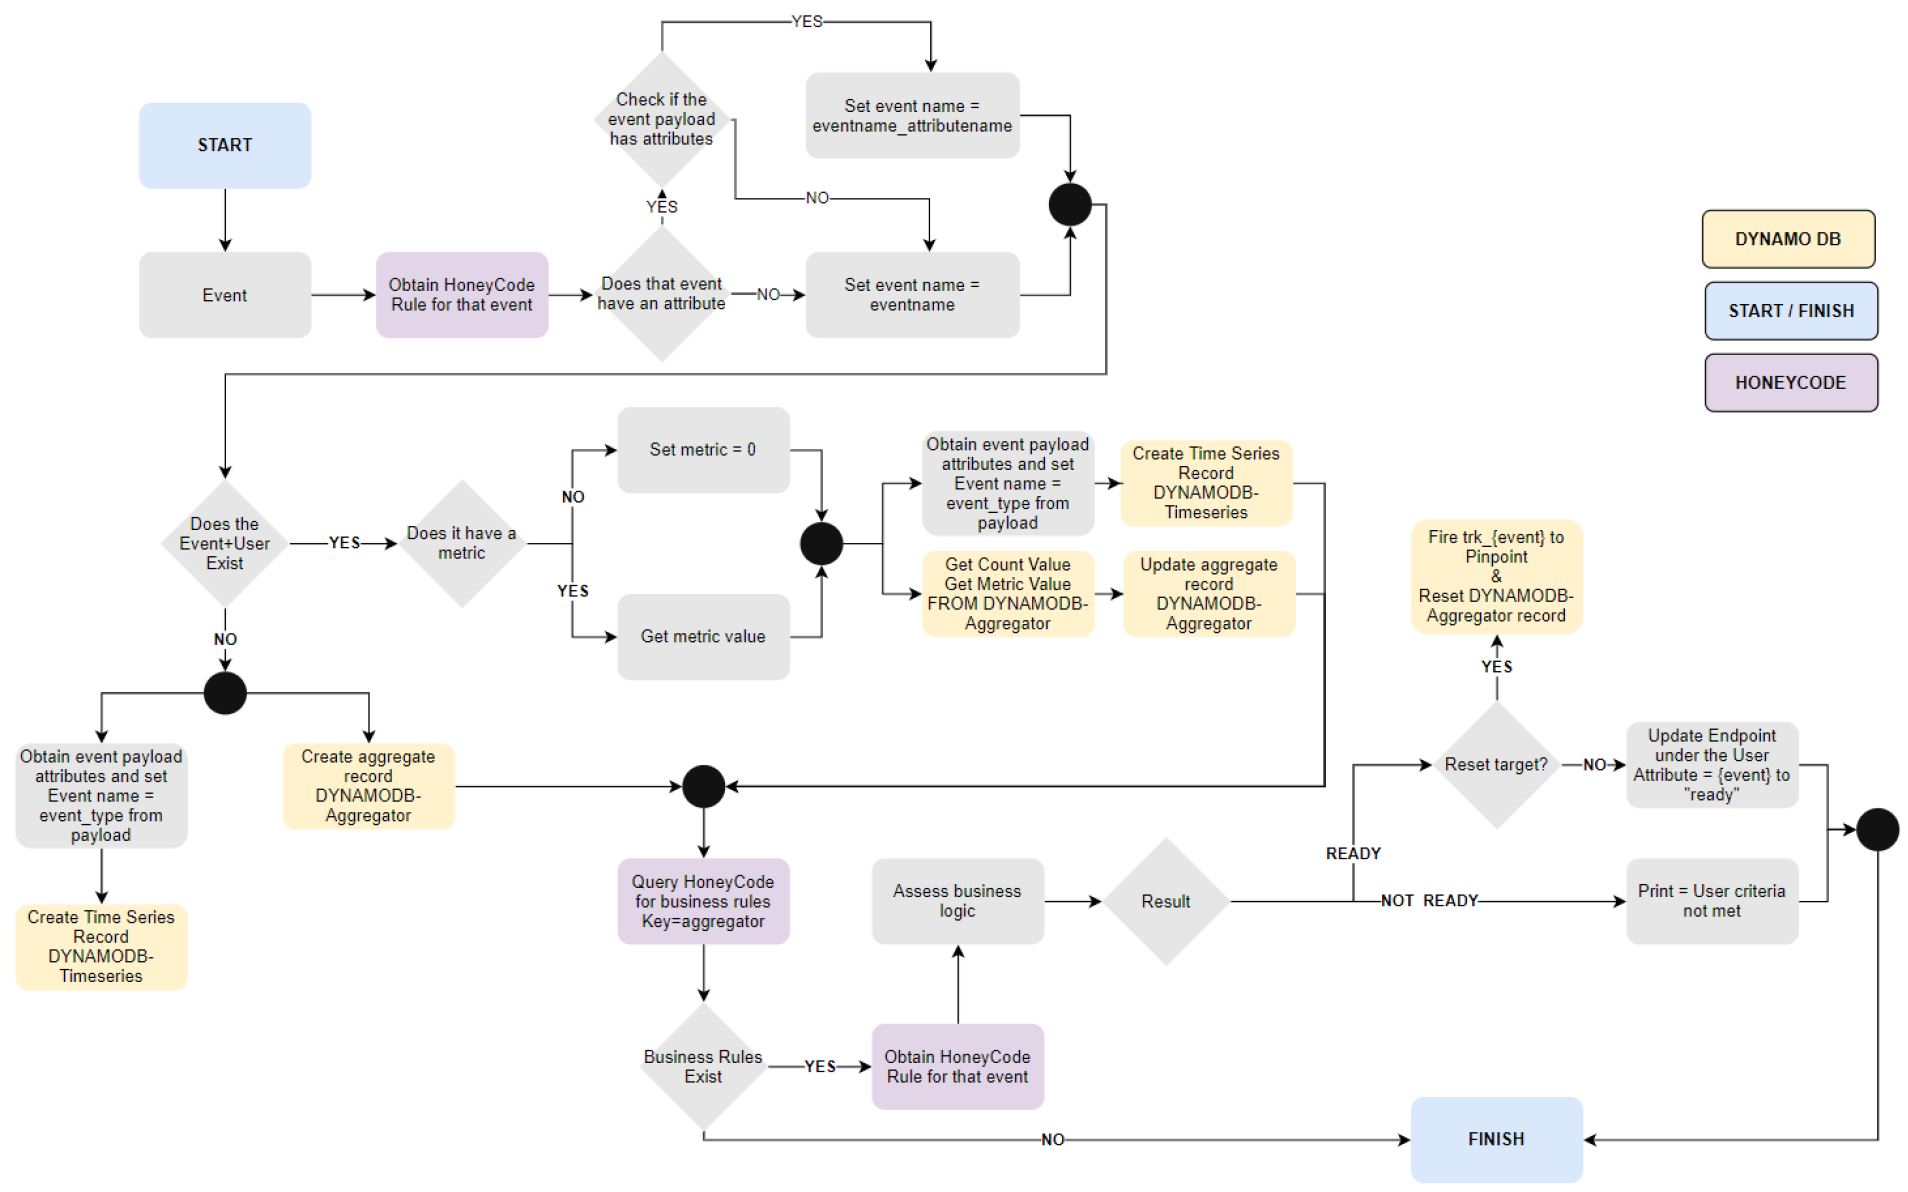 YES
Check if the
event payload
has attributes
Set event name =
eventname_attributename
START
NO
YES
DYNAMO DB
Event
Obtain HoneyCode
Rule for that event
Does that event
have an attribute
NO
Set event name =
eventname
START / FINISH
HONEYCODE
Set metric = 0
Obtain event payload
attributes and set
Event name =
event_type from
payload
Create Time Series
Record
DYNAMODB-
Timeseries
NO
Does the
Event+User
Exist
YES
Does it have a
metric
YES
Get metric value
Get Count Value
Get Metric Value
FROM DYNAMODB-
Aggregator
Update aggregate
record
DYNAMODB-
Aggregator
Fire trk_{event} to
Pinpoint
&
Reset DYNAMODB-
Aggregator record
NO
YES
Obtain event payload
attributes and set
Event name =
event_type from
payload
Create aggregate
record
DYNAMODB-
Aggregator
Reset target?
NO
Update Endpoint
under the User
Attribute = {event} to
"ready"
READY
Create Time Series
Record
DYNAMODB-
Timeseries
Query HoneyCode
for business rules
Key=aggregator
Assess business
logic
Result
NOT READY
Print = User criteria
not met
Business Rules
Exist
YES
Obtain HoneyCode
Rule for that event
NO
FINISH